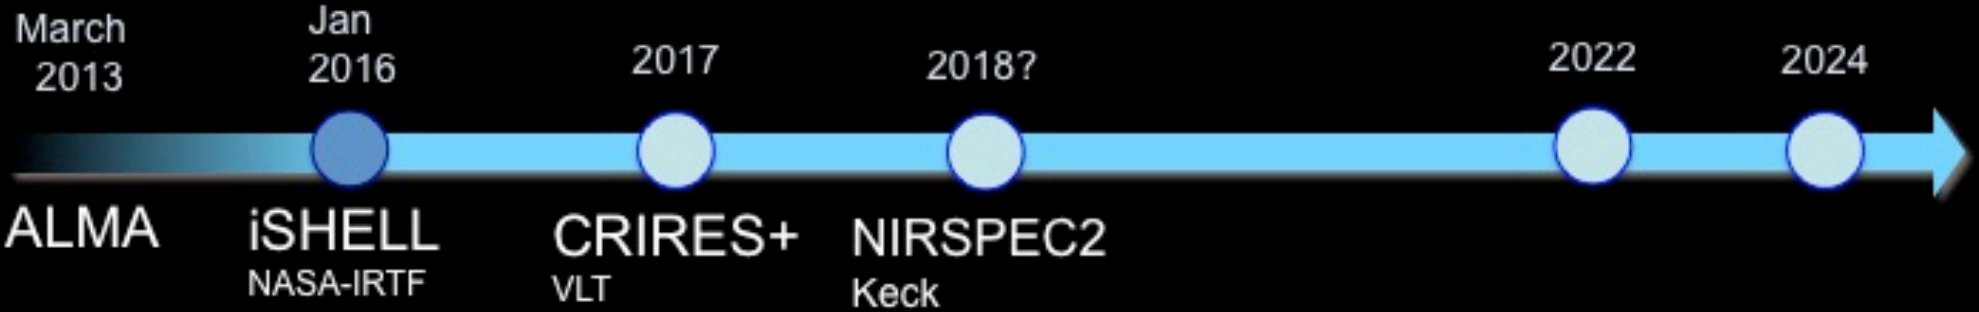 March
2013
Jan
2016
2017
2018?
2022
2024
ALMA
iSHELL
NASA-IRTF
CRIRES+
VLT
NIRSPEC2
Keck